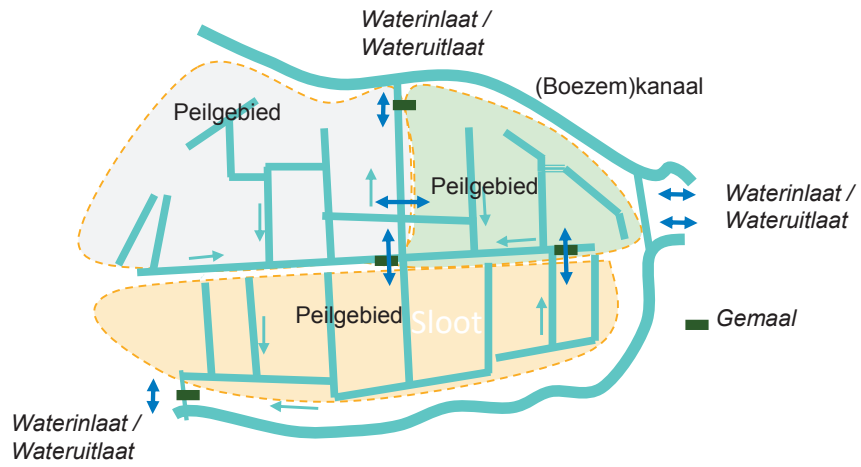 Waterinlaat /
Wateruitlaat
(Boezem)kanaal
Peilgebied
Peilgebied
Waterinlaat /
Wateruitlaat
Peilgebied
Sloot
Gemaal
Waterinlaat /
Wateruitlaat